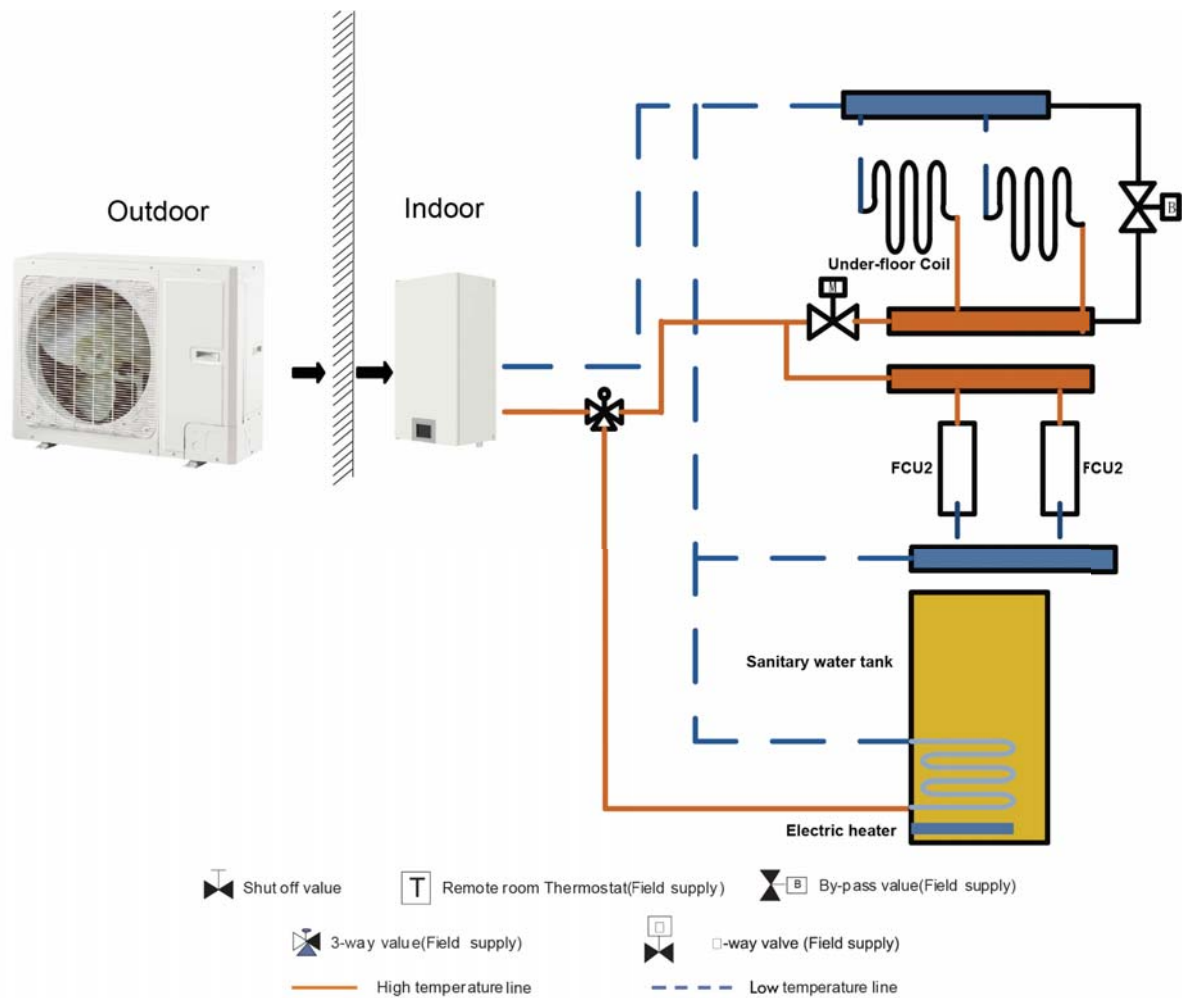 Outdoor
Indoor
B
Under-floor Coil
M
FCU2
FCU2
Sanitary water tank
Electric heater
Shut off value
T
Remote room Thermostat(Field supply)
B
By-pass value(Field supply)
3-way value(Field supply)
□-way valve (Field supply)
High temperature line
Low temperature line